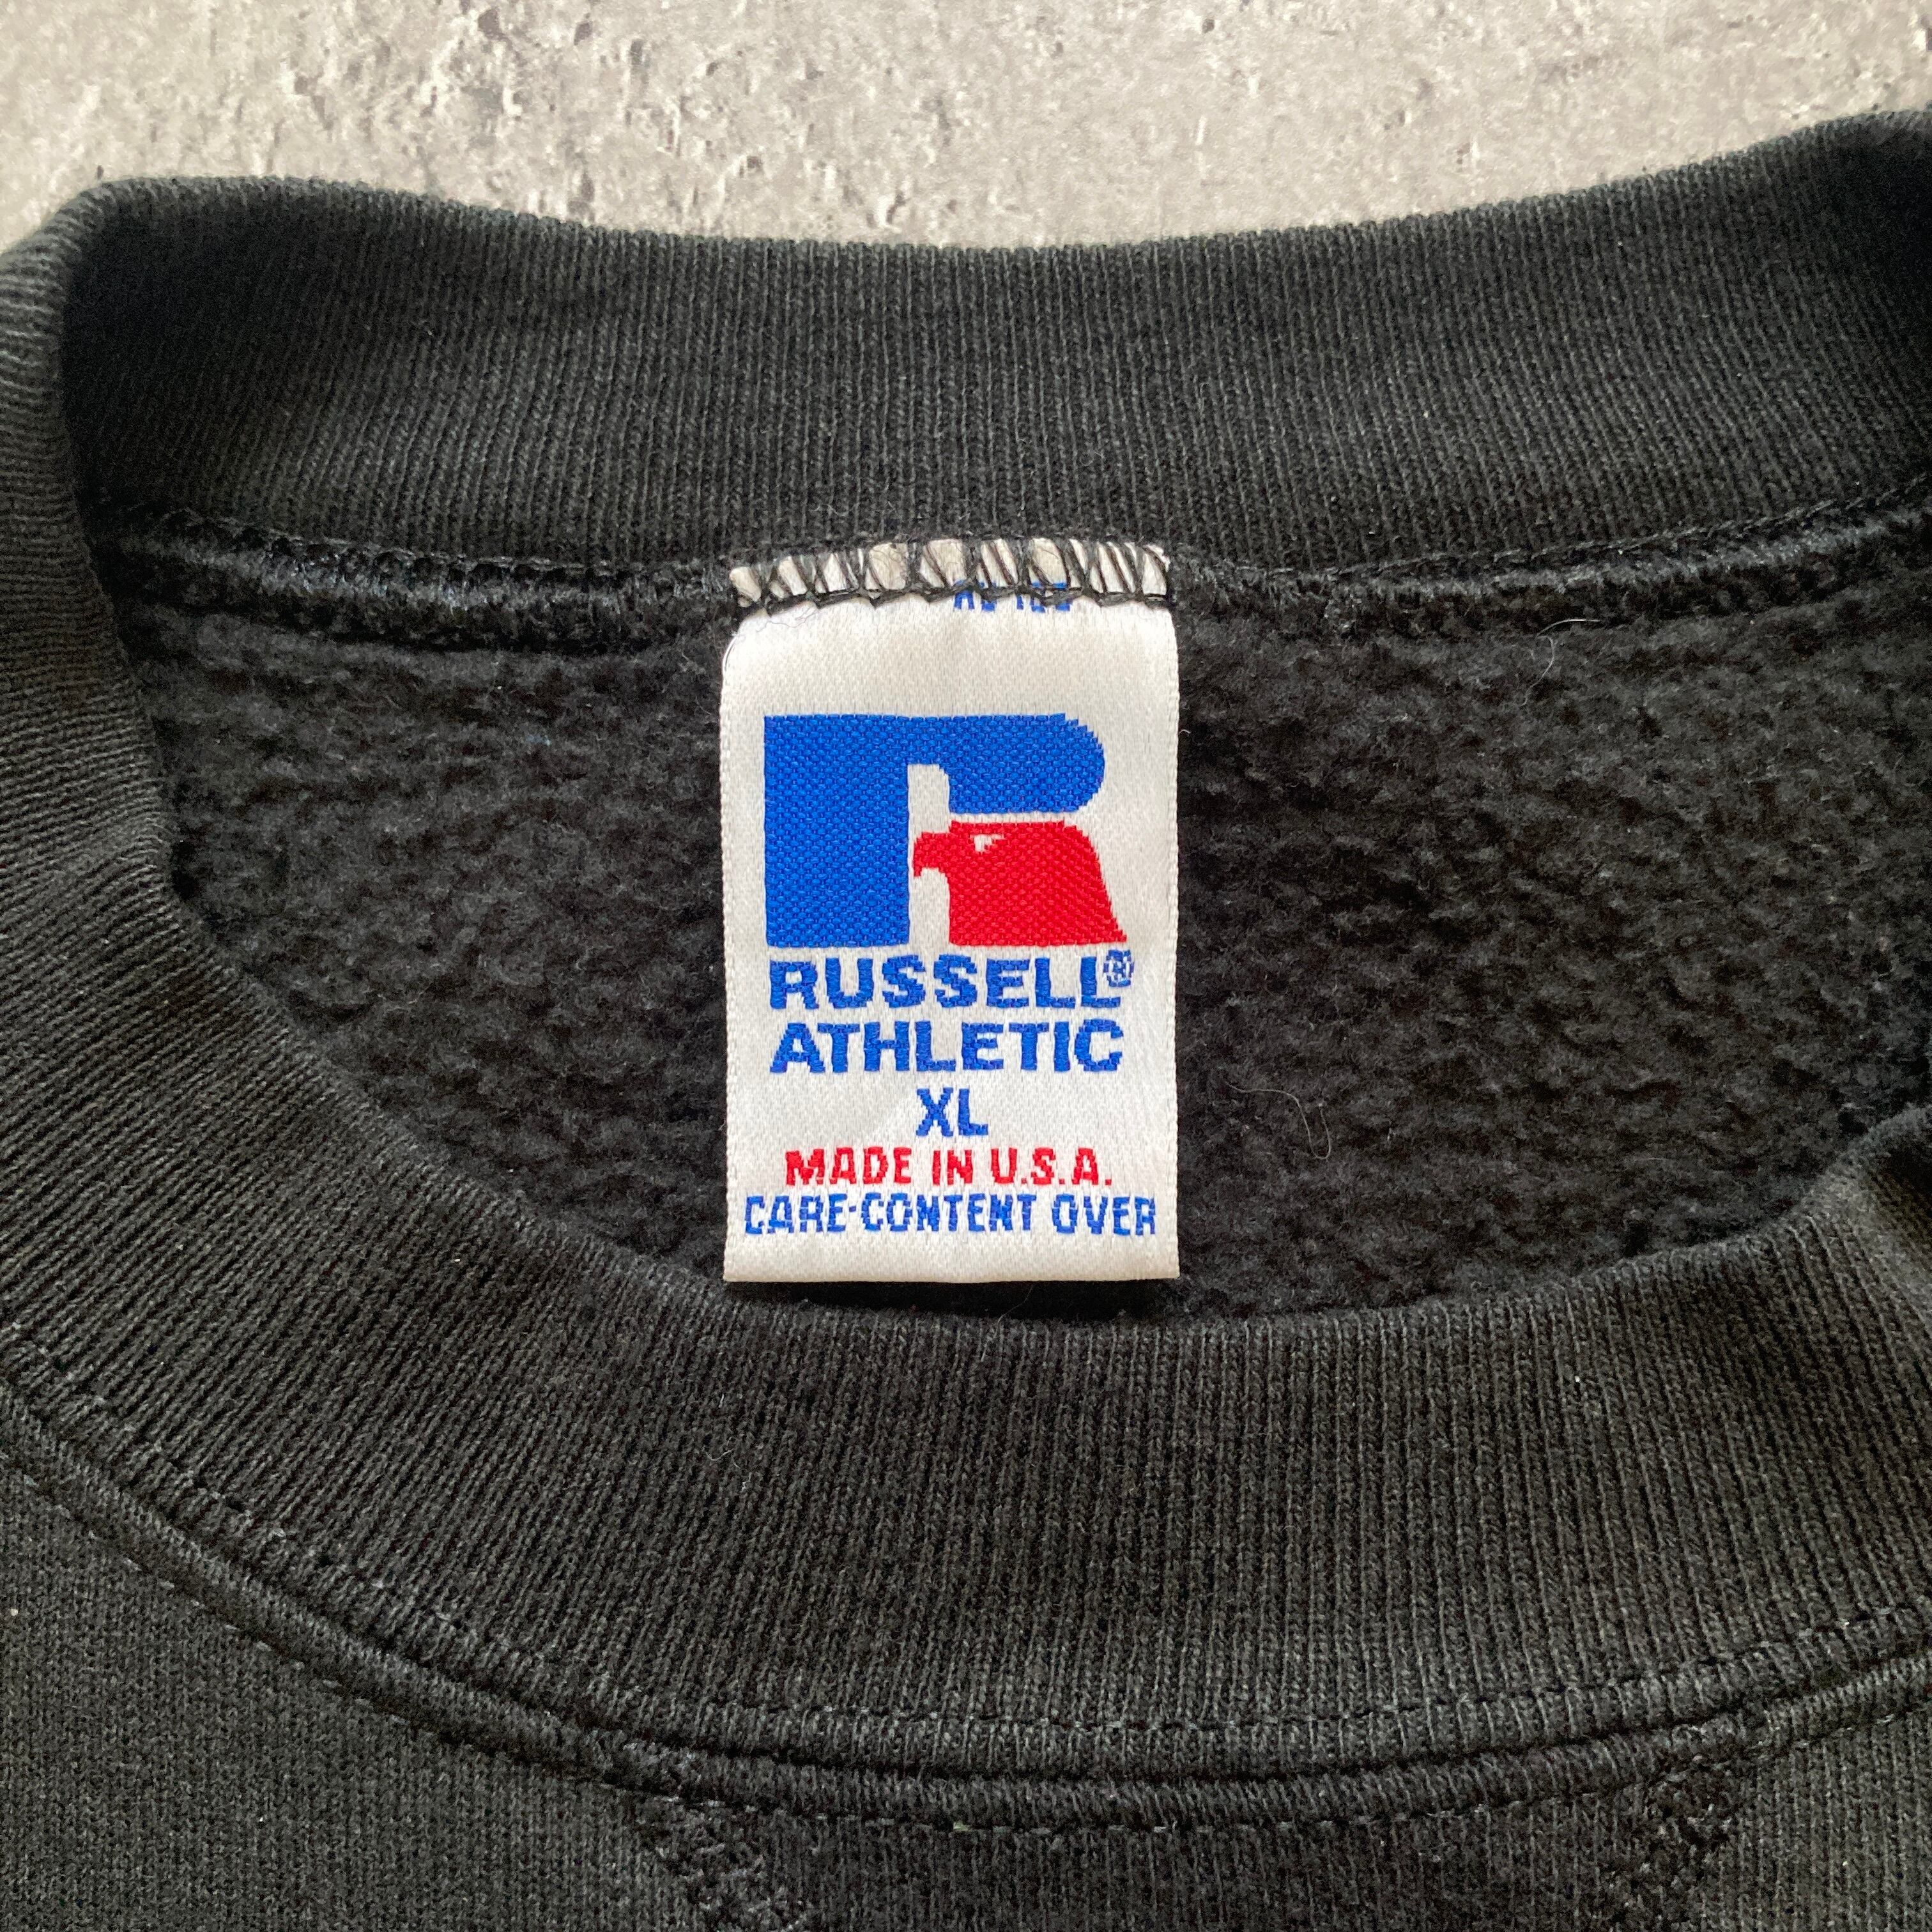 RUSSELL®
ATHLETIC
XL
MADE IN U.S.A.
CARE-CONTENT OVER